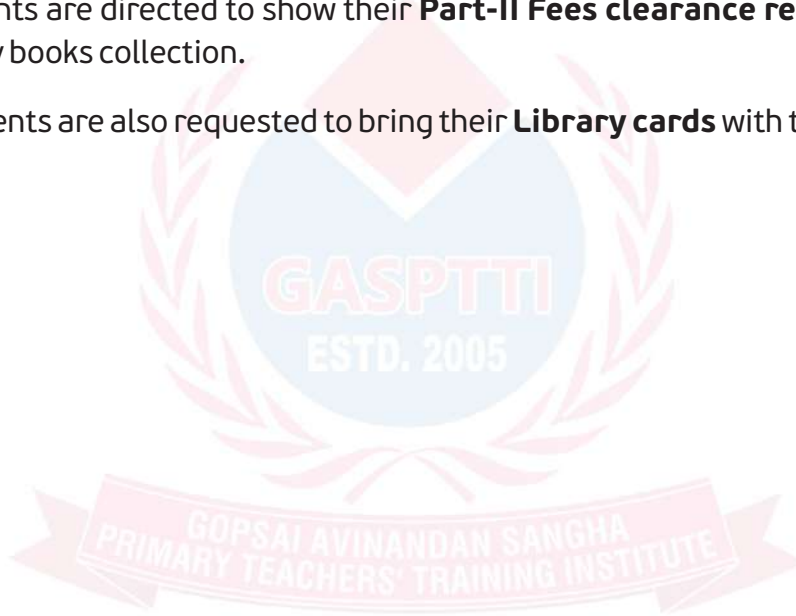 nts are directed to show their Part-II Fees clearance re
books collection.
ents are also requested to bring their Library cards with t
GASPTTI
ESTD. 2005
GOPSAI AVINANDAN SANGHA
PRIMARY TEACHERS' TRAINING INSTITUTE